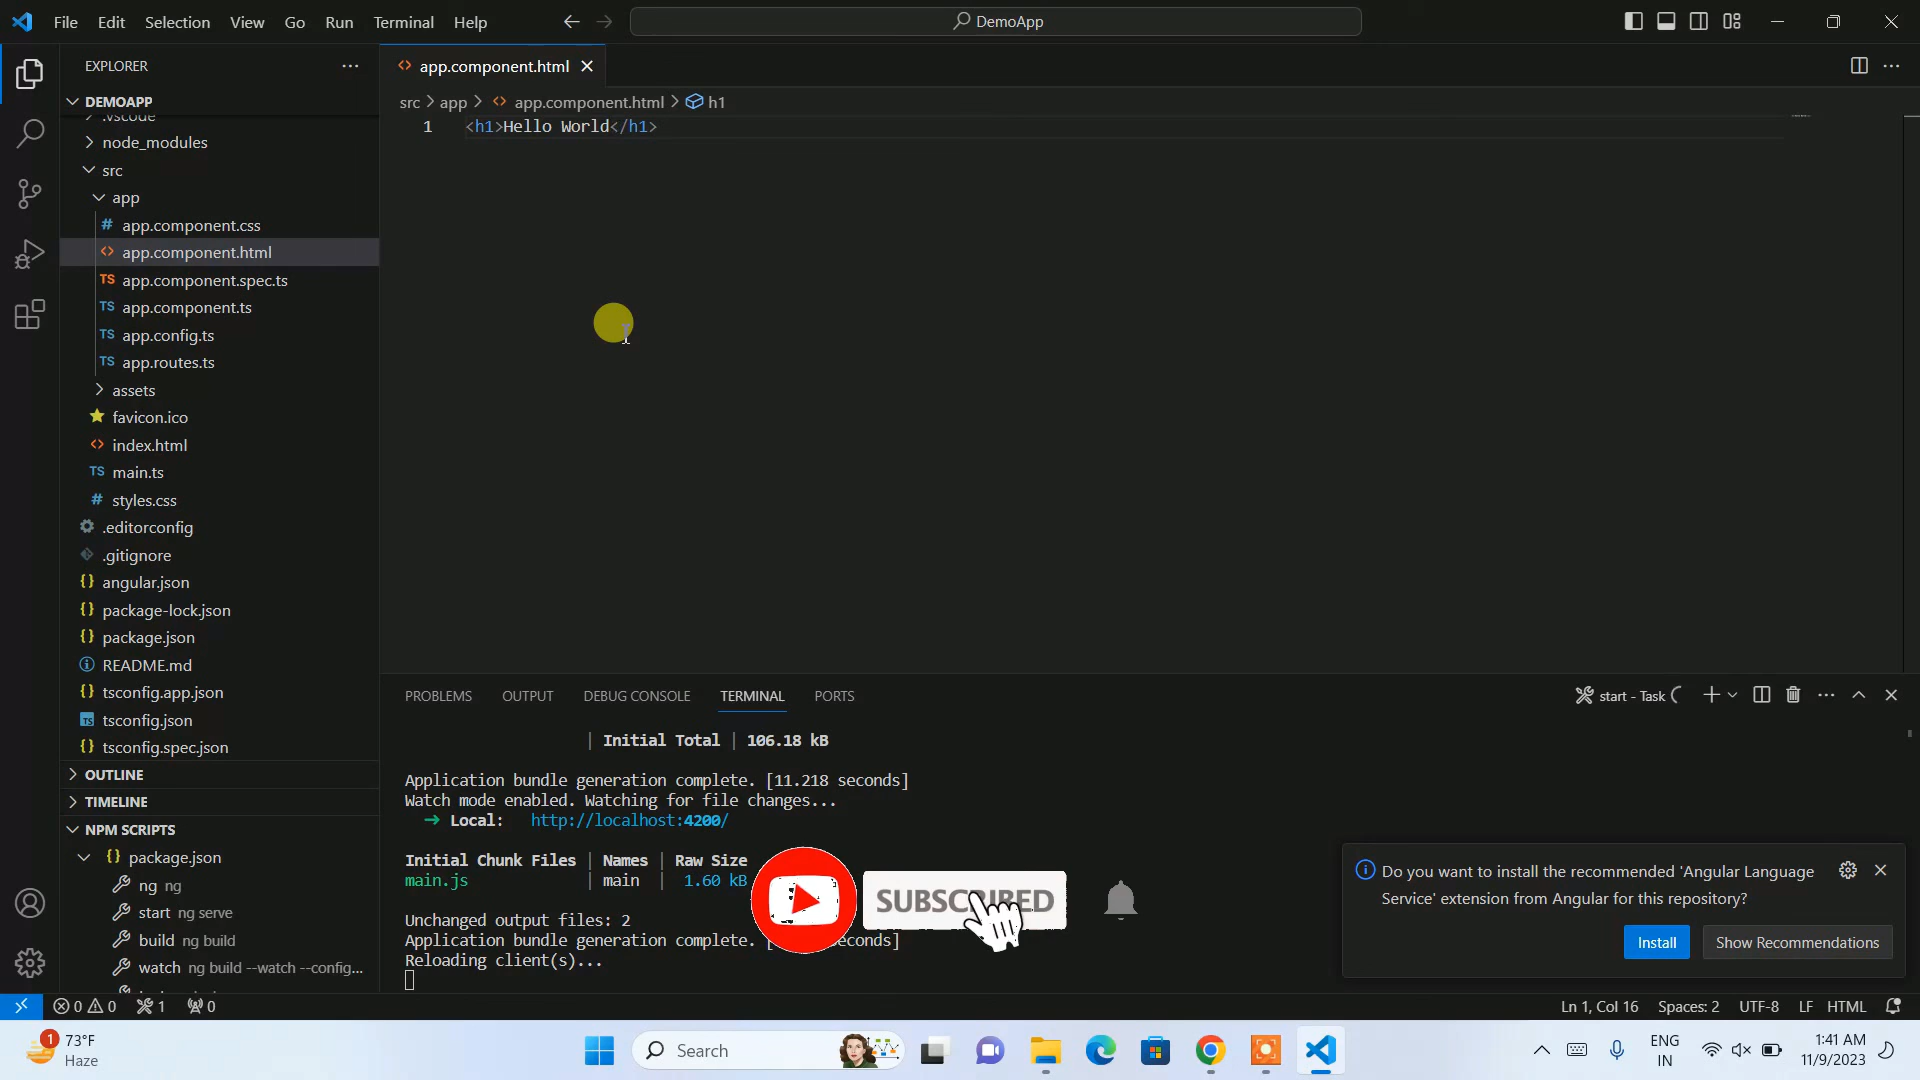 File Edit Selection View Go Run Terminal Help
DemoApp
EXPLORER
DEMOAPP
.vscode
node_modules
src
app
app.component.css
app.component.html
TS app.component.spec.ts
TS app.component.ts
TS app.config.ts
TS app.routes.ts
assets
favicon.ico
index.html
TS main.ts
styles.css
.editorconfig
.gitignore
angular.json
package-lock.json
package.json
README.md
tsconfig.app.json
TS tsconfig.json
tsconfig.spec.json
OUTLINE
TIMELINE
NPM SCRIPTS
package.json
ng ng
start ng serve
build ng build
watch ng build --watch --config...
app.component.html
src > app > app.component.html > h1
1 <h1>Hello World</h1>
PROBLEMS OUTPUT DEBUG CONSOLE TERMINAL PORTS
start - Task
| Initial Total | 106.18 kB
Application bundle generation complete. [11.218 seconds]
Watch mode enabled. Watching for file changes...
➜ Local: http://localhost:4200/
Initial Chunk Files | Names | Raw Size
main.js | main | 1.60 kB
Unchanged output files: 2
Application bundle generation complete. [ seconds]
Reloading client(s)...
SUBSCRIBED
Do you want to install the recommended 'Angular Language
Service' extension from Angular for this repository?
Install Show Recommendations
0 0 1 0
Ln 1, Col 16 Spaces: 2 UTF-8 LF HTML
1 73°F
Haze
Search
ENG
IN
1:41 AM
11/9/2023